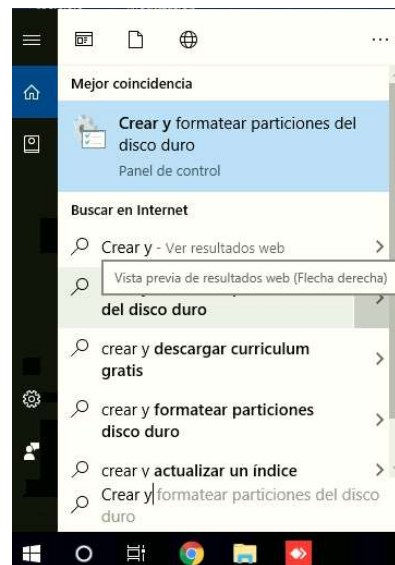 Mejor coincidencia
Crear y formatear particiones del
disco duro
Panel de control
Buscar en Internet
Crear y - Ver resultados web
Vista previa de resultados web (Flecha derecha)
del disco duro
crear y descargar curriculum
gratis
crear y formatear particiones
disco duro
crear y actualizar un índice
Crear y formatear particiones del disco
duro